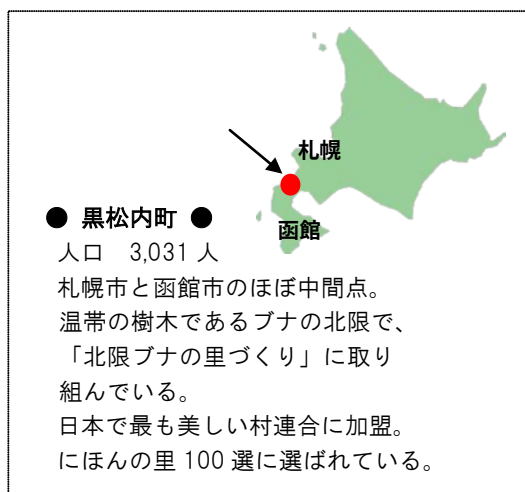 札幌
函館
● 黒松内町 ●
人口 3,031 人
札幌市と函館市のほぼ中間点。
温帯の樹木であるブナの北限で、
「北限ブナの里づくり」に取り
組んでいる。
日本で最も美しい村連合に加盟。
にほんの里 100 選に選ばれている。